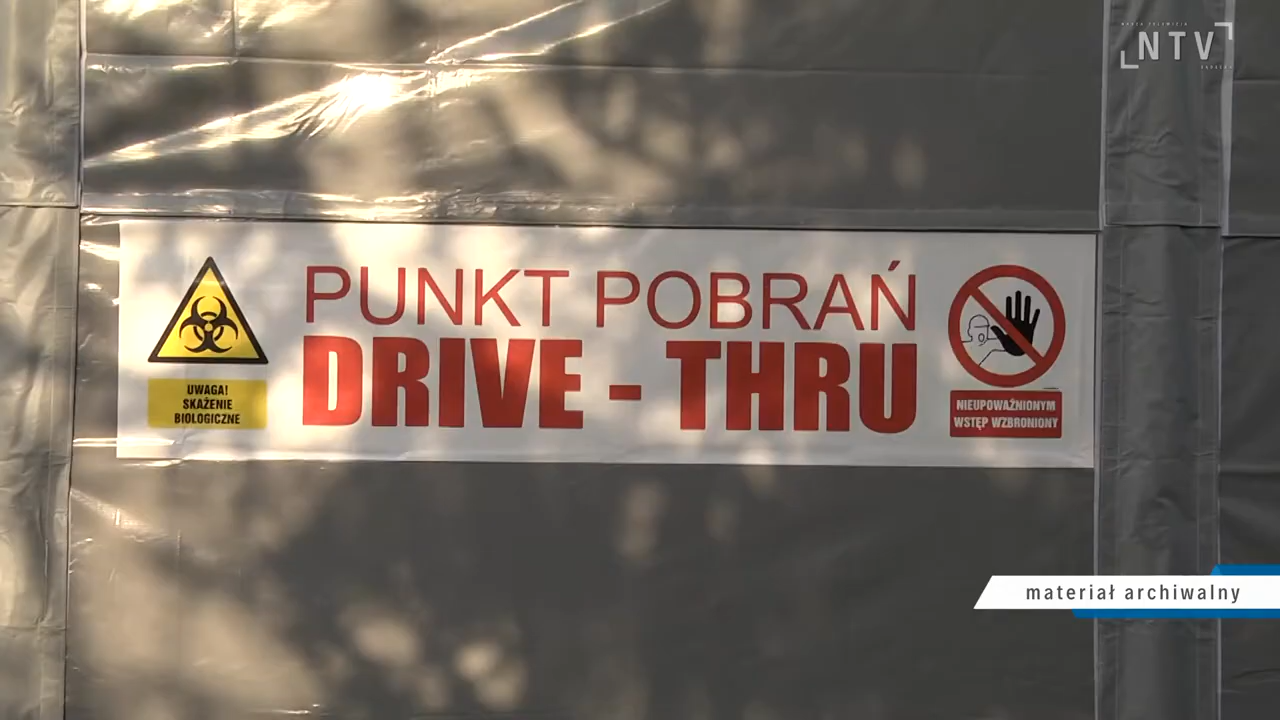 NTV
PUNKT POBRAŃ
DRIVE - THRU
UWAGA!
SKAŻENIE
BIOLOGICZNE
NIEUPOWAŻNIONYM
WSTĘP WZBRONIONY
materiał archiwalny